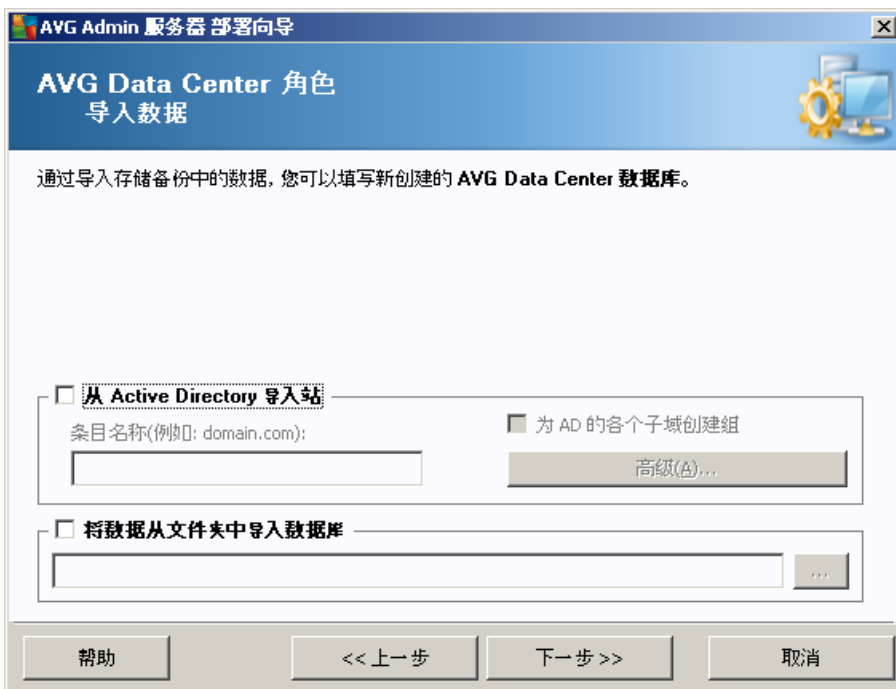 AVG Admin 服务器 部署向导
AVG Data Center 角色
导入数据
通过导入存储备份中的数据, 您可以填写新创建的 AVG Data Center 数据库。
从 Active Directory 导入站
条目名称(例如: domain.com):
为 AD 的各个子域创建组
高级(A)...
将数据从文件夹中导入数据库
...
帮助
<< 上一步
下一步 >>
取消